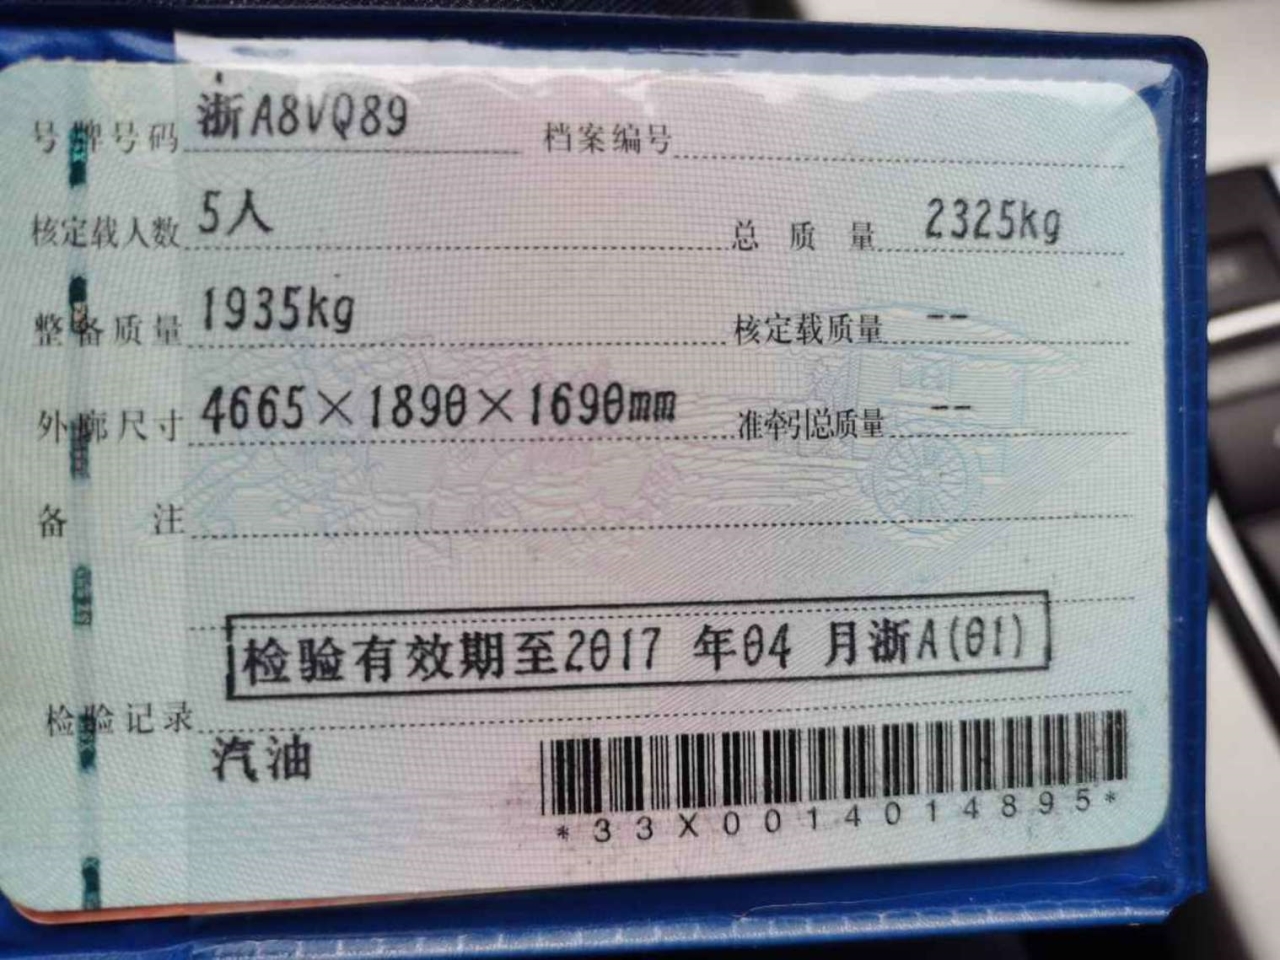 号牌号码 浙A8VQ89 档案编号
核定载人数 5人 总质量 2325kg
整备质量 1935kg 核定载质量 --
外廓尺寸 4665×1890×1690mm 准牵引总质量 --
备注
检验有效期至2017 年04 月浙A(01)
检验记录
汽油
*33X0014014895*